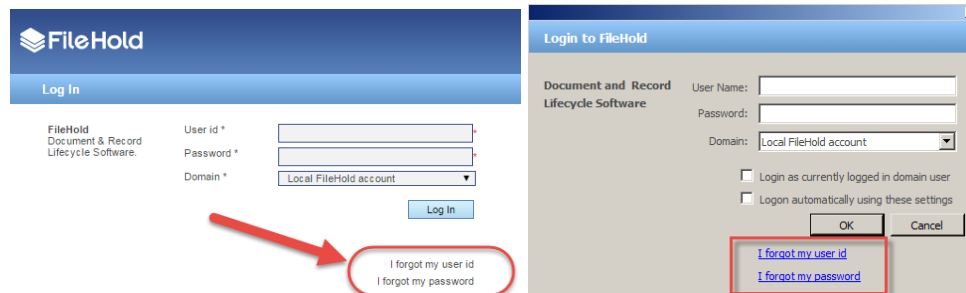 FileHold
Log In
FileHold
Document & Record
Lifecycle Software.
User id *
*
Password *
*
Domain *
Local FileHold account
Log In
I forgot my user id
I forgot my password
Login to FileHold
Document and Record
Lifecycle Software
User Name:
Password:
Domain:
Local FileHold account
Login as currently logged in domain user
Logon automatically using these settings
OK
Cancel
I forgot my user id
I forgot my password